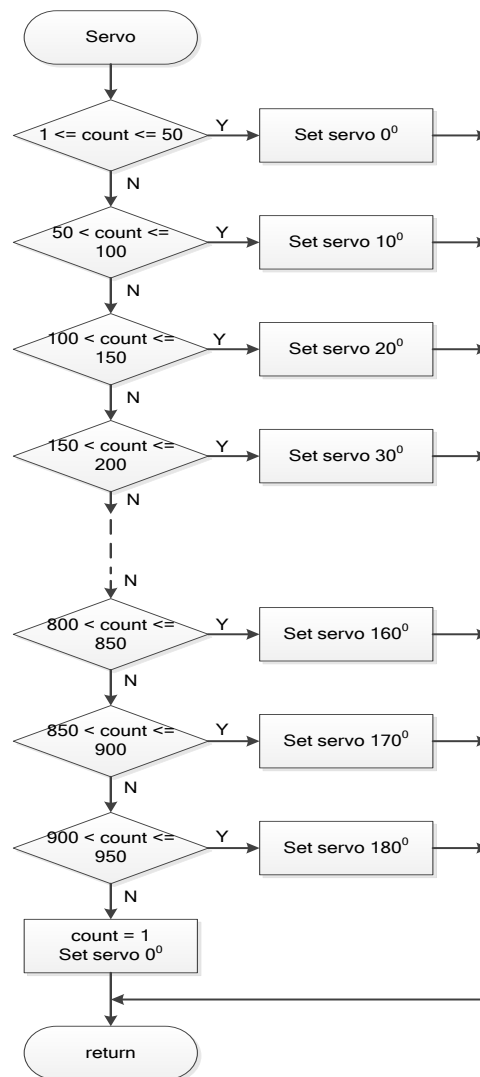 Servo
1 <= count <= 50
Y
Set servo 0⁰
N
50 < count <=
100
Y
Set servo 10⁰
N
100 < count <=
150
Y
Set servo 20⁰
N
150 < count <=
200
Y
Set servo 30⁰
N
N
800 < count <=
850
Y
Set servo 160⁰
N
850 < count <=
900
Y
Set servo 170⁰
N
900 < count <=
950
Y
Set servo 180⁰
N
count = 1
Set servo 0⁰
return